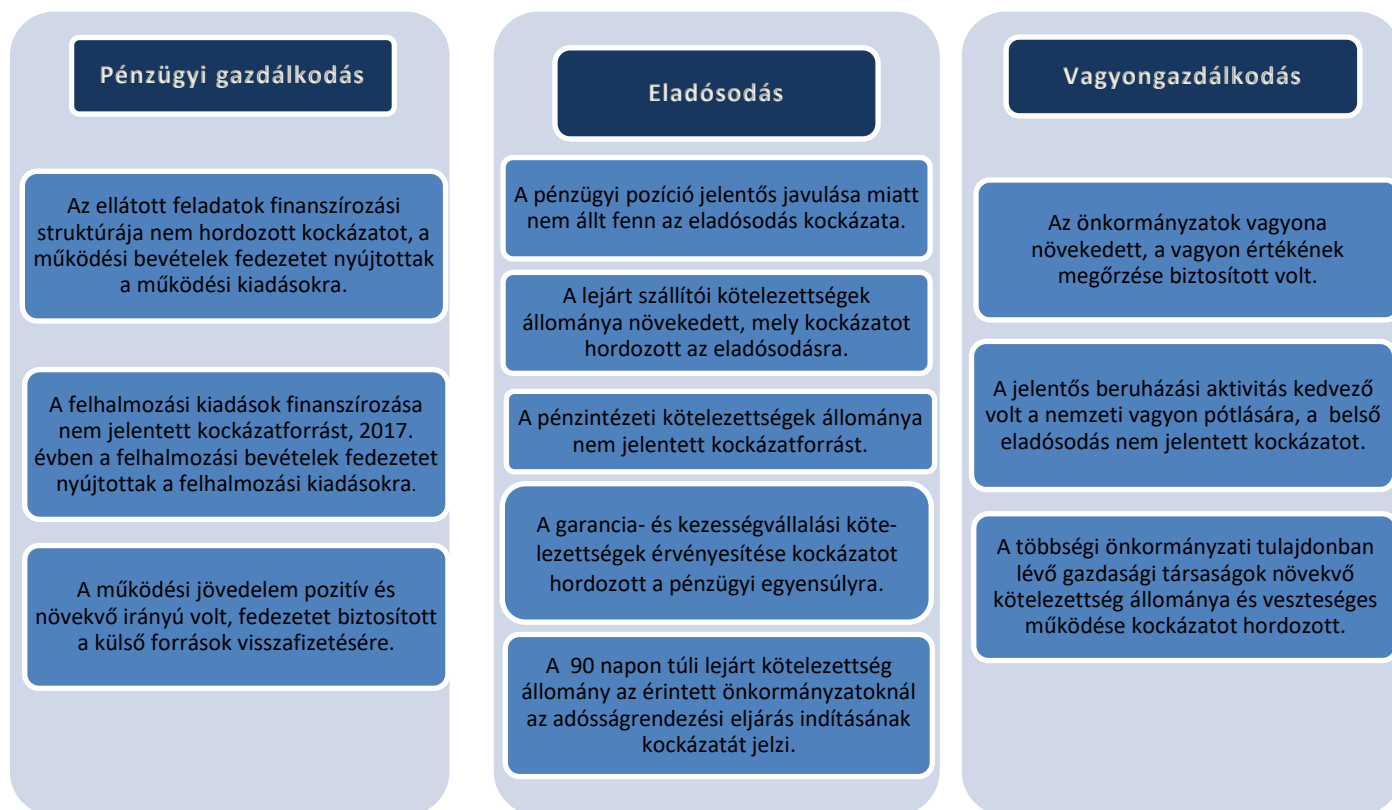 Pénzügyi gazdálkodás
Az ellátott feladatok finanszírozási
struktúrája nem hordozott kockázatot, a
működési bevételek fedezetet nyújtottak
a működési kiadásokra.
A felhalmozási kiadások finanszírozása
nem jelentett kockázatforrást, 2017.
évben a felhalmozási bevételek fedezetet
nyújtottak a felhalmozási kiadásokra.
A működési jövedelem pozitív és
növekvő irányú volt, fedezetet biztosított
a külső források visszafizetésére.
Eladósodás
A pénzügyi pozíció jelentős javulása miatt
nem állt fenn az eladósodás kockázata.
A lejárt szállítói kötelezettségek
állománya növekedett, mely kockázatot
hordozott az eladósodásra.
A pénzintézeti kötelezettségek állománya
nem jelentett kockázatforrást.
A garancia- és kezességvállalási köte-
lezettségek érvényesítése kockázatot
hordozott a pénzügyi egyensúlyra.
A 90 napon túli lejárt kötelezettség
állomány az érintett önkormányzatoknál
az adósságrendezési eljárás indításának
kockázatát jelzi.
Vagyongazdálkodás
Az önkormányzatok vagyona
növekedett, a vagyon értékének
megőrzése biztosított volt.
A jelentős beruházási aktivitás kedvező
volt a nemzeti vagyon pótlására, a belső
eladósodás nem jelentett kockázatot.
A többségi önkormányzati tulajdonban
lévő gazdasági társaságok növekvő
kötelezettség állománya és veszteséges
működése kockázatot hordozott.